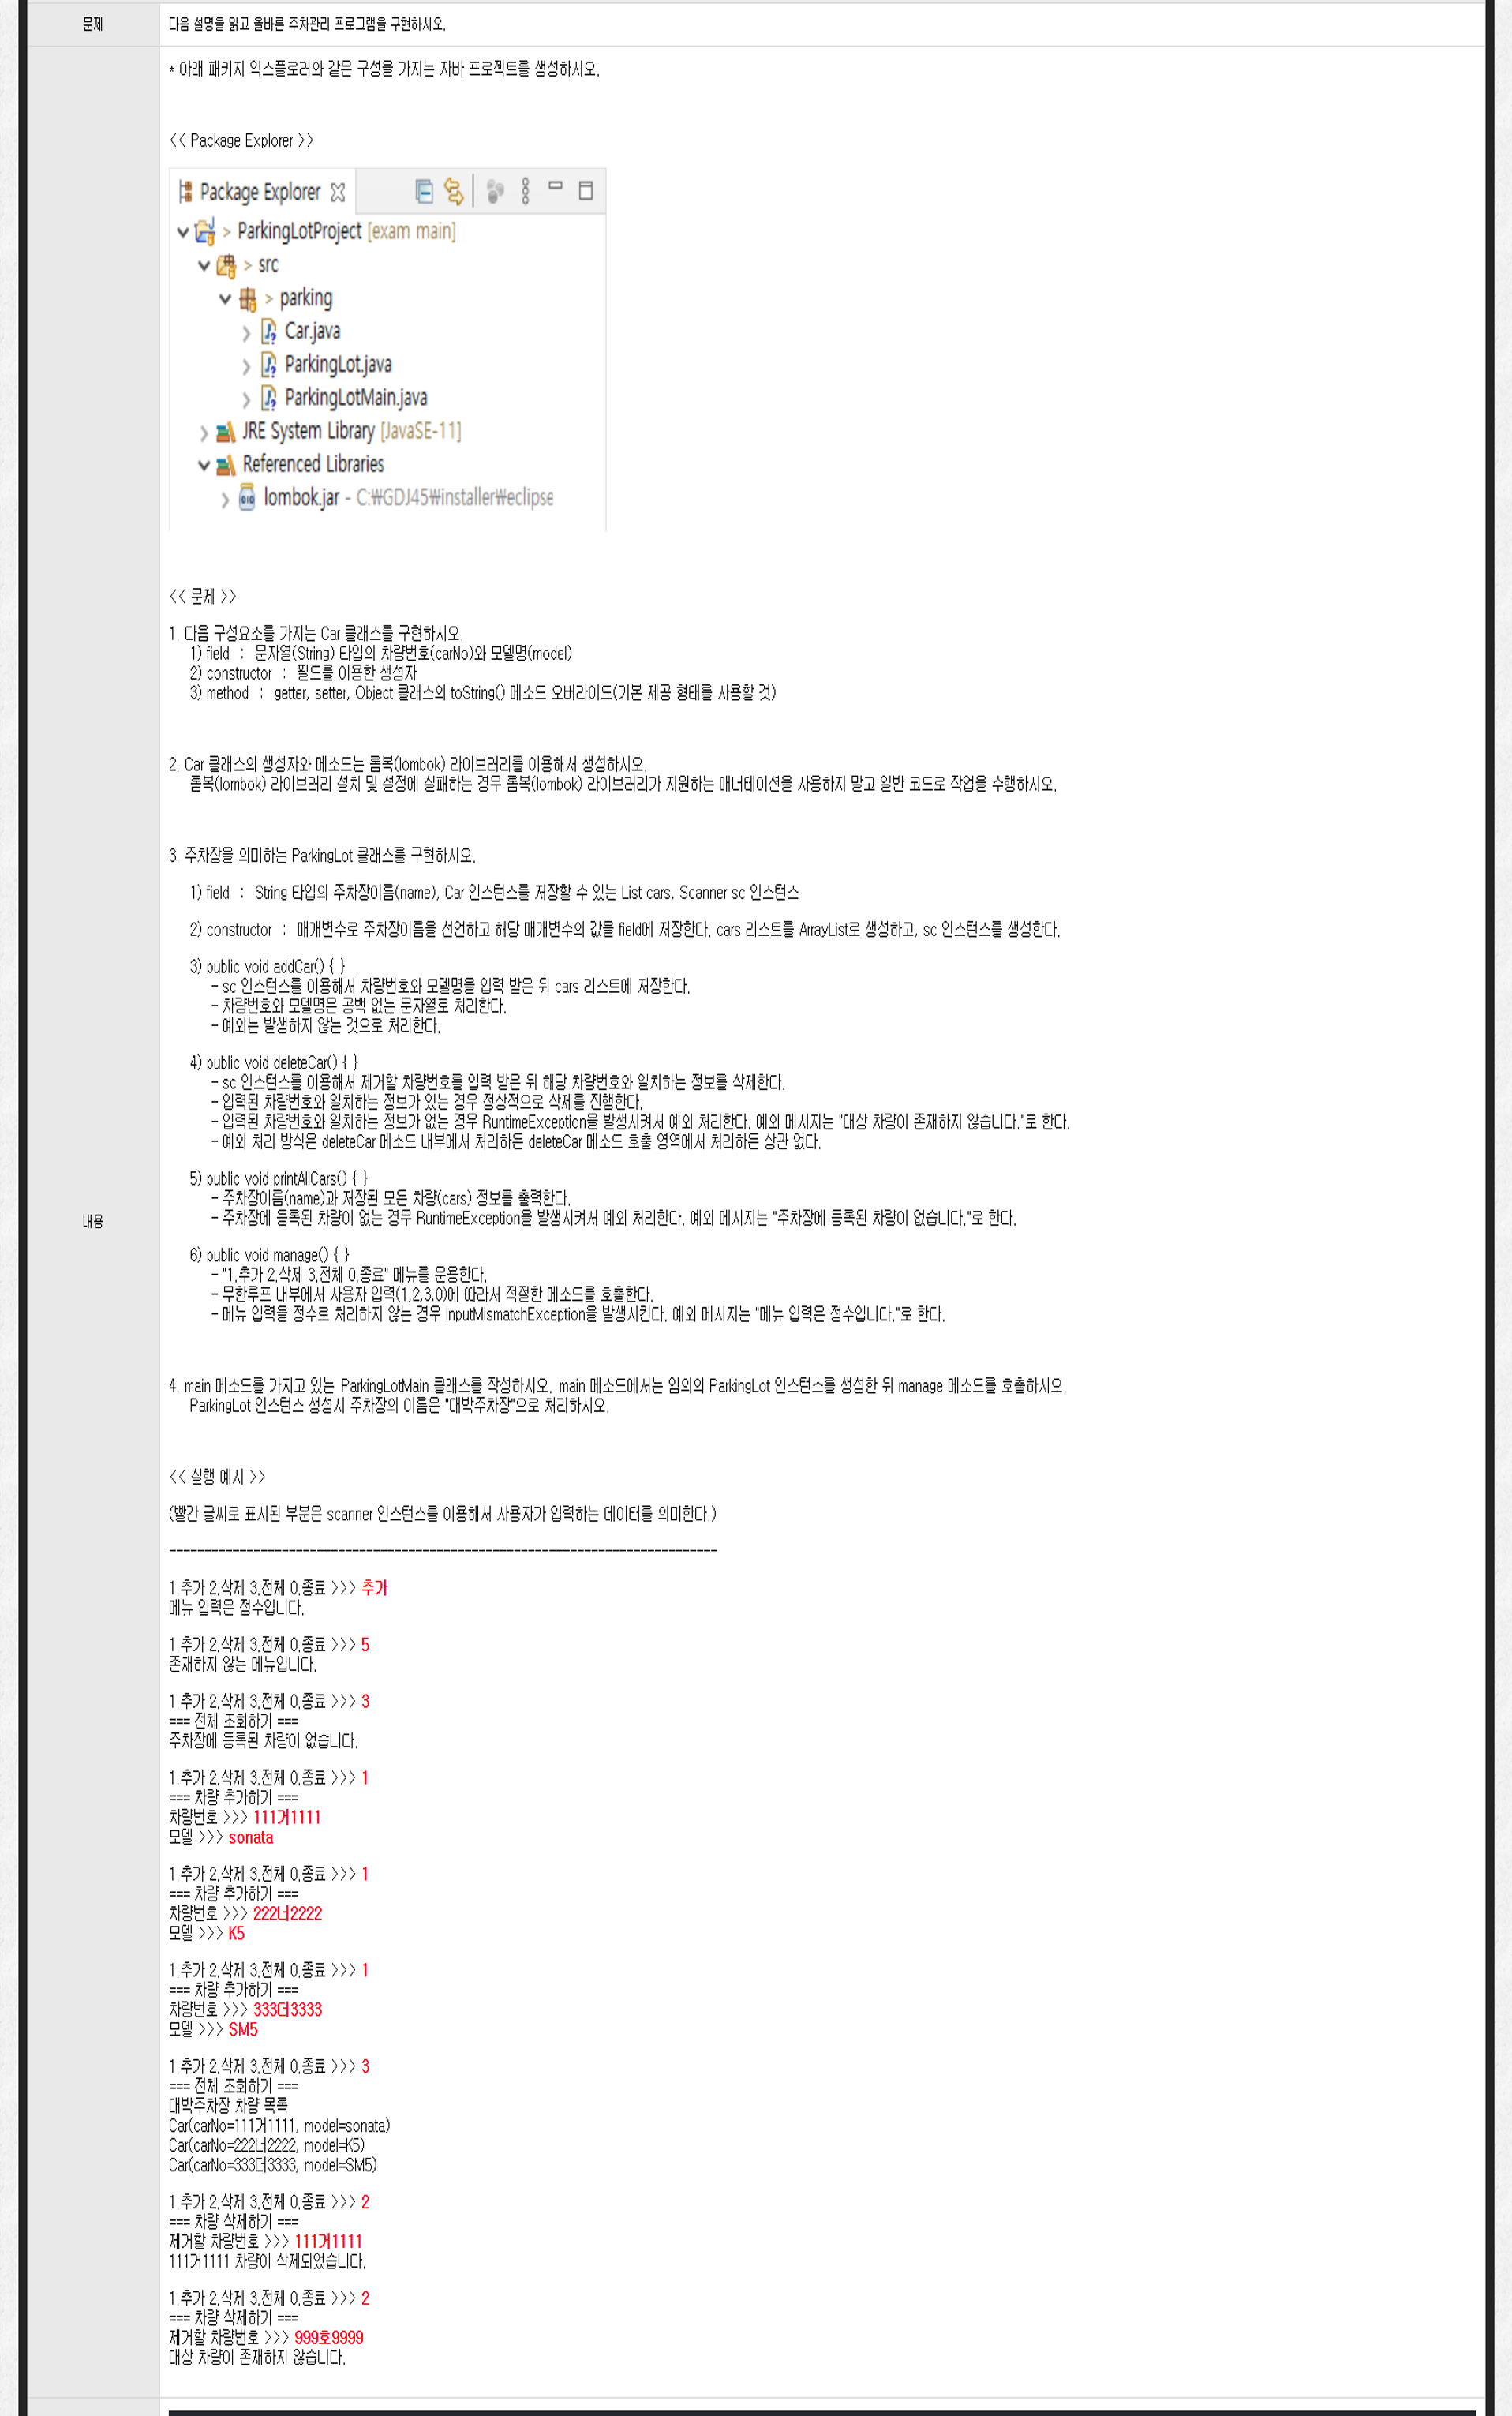 문제
다음 설명을 읽고 올바른 주차관리 프로그램을 구현하시오.
내용
* 아래 패키지 익스플로러와 같은 구성을 가지는 자바 프로젝트를 생성하시오.
<< Package Explorer >>
Package Explorer
> ParkingLotProject [exam main]
> src
> parking
Car.java
ParkingLot.java
ParkingLotMain.java
JRE System Library [JavaSE-11]
Referenced Libraries
lombok.jar - C:₩GDJ45₩installer₩eclipse
<< 문제 >>
1. 다음 구성요소를 가지는 Car 클래스를 구현하시오.
1) field : 문자열(String) 타입의 차량번호(carNo)와 모델명(model)
2) constructor : 필드를 이용한 생성자
3) method : getter, setter, Object 클래스의 toString() 메소드 오버라이드(기본 제공 형태를 사용할 것)
2. Car 클래스의 생성자와 메소드는 롬복(lombok) 라이브러리를 이용해서 생성하시오.
롬복(lombok) 라이브러리 설치 및 설정에 실패하는 경우 롬복(lombok) 라이브러리가 지원하는 애너테이션을 사용하지 말고 일반 코드로 작업을 수행하시오.
3. 주차장을 의미하는 ParkingLot 클래스를 구현하시오.
1) field : String 타입의 주차장이름(name), Car 인스턴스를 저장할 수 있는 List cars, Scanner sc 인스턴스
2) constructor : 매개변수로 주차장이름을 선언하고 해당 매개변수의 값을 field에 저장한다. cars 리스트를 ArrayList로 생성하고, sc 인스턴스를 생성한다.
3) public void addCar() { }
- sc 인스턴스를 이용해서 차량번호와 모델명을 입력 받은 뒤 cars 리스트에 저장한다.
- 차량번호와 모델명은 공백 없는 문자열로 처리한다.
- 예외는 발생하지 않는 것으로 처리한다.
4) public void deleteCar() { }
- sc 인스턴스를 이용해서 제거할 차량번호를 입력 받은 뒤 해당 차량번호와 일치하는 정보를 삭제한다.
- 입력된 차량번호와 일치하는 정보가 있는 경우 정상적으로 삭제를 진행한다.
- 입력된 차량번호와 일치하는 정보가 없는 경우 RuntimeException을 발생시켜서 예외 처리한다. 예외 메시지는 "대상 차량이 존재하지 않습니다."로 한다.
- 예외 처리 방식은 deleteCar 메소드 내부에서 처리하든 deleteCar 메소드 호출 영역에서 처리하든 상관 없다.
5) public void printAllCars() { }
- 주차장이름(name)과 저장된 모든 차량(cars) 정보를 출력한다.
- 주차장에 등록된 차량이 없는 경우 RuntimeException을 발생시켜서 예외 처리한다. 예외 메시지는 "주차장에 등록된 차량이 없습니다."로 한다.
6) public void manage() { }
- "1.추가 2.삭제 3.전체 0.종료" 메뉴를 운용한다.
- 무한루프 내부에서 사용자 입력(1,2,3,0)에 따라서 적절한 메소드를 호출한다.
- 메뉴 입력을 정수로 처리하지 않는 경우 InputMismatchException을 발생시킨다. 예외 메시지는 "메뉴 입력은 정수입니다."로 한다.
4. main 메소드를 가지고 있는 ParkingLotMain 클래스를 작성하시오. main 메소드에서는 임의의 ParkingLot 인스턴스를 생성한 뒤 manage 메소드를 호출하시오.
ParkingLot 인스턴스 생성시 주차장의 이름은 "대박주차장"으로 처리하시오.
<< 실행 예시 >>
(빨간 글씨로 표시된 부분은 scanner 인스턴스를 이용해서 사용자가 입력하는 데이터를 의미한다.)
------------------------------------------------------------------------------
1.추가 2.삭제 3.전체 0.종료 >>> 추가
메뉴 입력은 정수입니다.
1.추가 2.삭제 3.전체 0.종료 >>> 5
존재하지 않는 메뉴입니다.
1.추가 2.삭제 3.전체 0.종료 >>> 3
=== 전체 조회하기 ===
주차장에 등록된 차량이 없습니다.
1.추가 2.삭제 3.전체 0.종료 >>> 1
=== 차량 추가하기 ===
차량번호 >>> 111거1111
모델 >>> sonata
1.추가 2.삭제 3.전체 0.종료 >>> 1
=== 차량 추가하기 ===
차량번호 >>> 222너2222
모델 >>> K5
1.추가 2.삭제 3.전체 0.종료 >>> 1
=== 차량 추가하기 ===
차량번호 >>> 333더3333
모델 >>> SM5
1.추가 2.삭제 3.전체 0.종료 >>> 3
=== 전체 조회하기 ===
대박주차장 차량 목록
Car(carNo=111거1111, model=sonata)
Car(carNo=222너2222, model=K5)
Car(carNo=333더3333, model=SM5)
1.추가 2.삭제 3.전체 0.종료 >>> 2
=== 차량 삭제하기 ===
제거할 차량번호 >>> 111거1111
111거1111 차량이 삭제되었습니다.
1.추가 2.삭제 3.전체 0.종료 >>> 2
=== 차량 삭제하기 ===
제거할 차량번호 >>> 999호9999
대상 차량이 존재하지 않습니다.